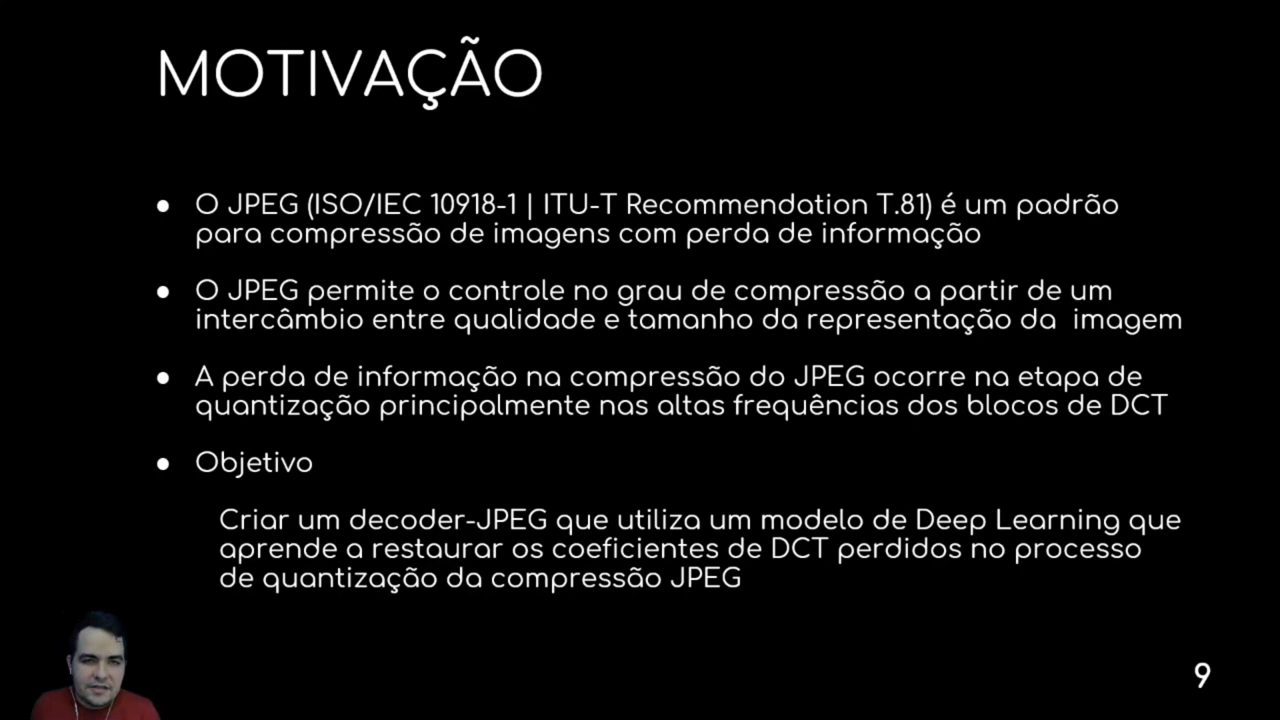 MOTIVAÇÃO
● O JPEG (ISO/IEC 10918-1 | ITU-T Recommendation T.81) é um padrão
para compressão de imagens com perda de informação
● O JPEG permite o controle no grau de compressão a partir de um
intercâmbio entre qualidade e tamanho da representação da  imagem
● A perda de informação na compressão do JPEG ocorre na etapa de
quantização principalmente nas altas frequências dos blocos de DCT
● Objetivo
Criar um decoder-JPEG que utiliza um modelo de Deep Learning que
aprende a restaurar os coeficientes de DCT perdidos no processo
de quantização da compressão JPEG
9